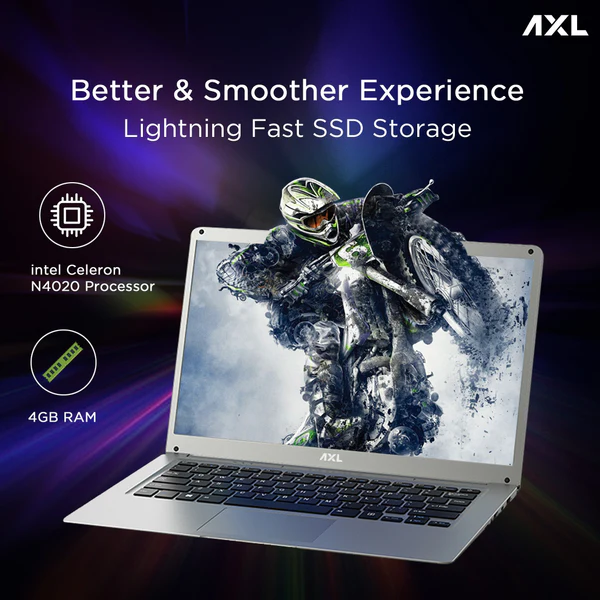 AXL
Better & Smoother Experience
Lightning Fast SSD Storage
intel Celeron
N4020 Processor
4GB RAM
AXL